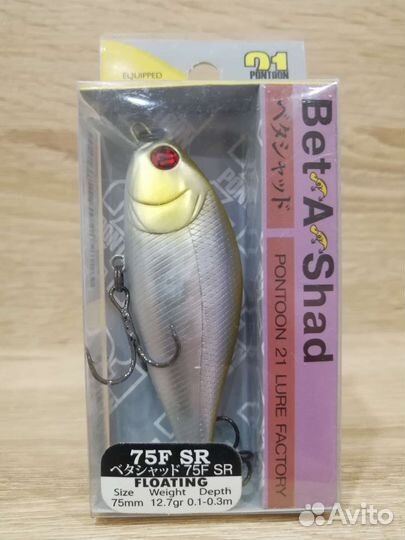 EQUIPPED
21
PONTOON
Bet-A-Shad
ベタシャッド
PONTOON 21 LURE FACTORY
75F SR
ベタシャッド 75F SR
FLOATING
Size Weight Depth
75mm 12.7gr 0.1-0.3m
Avito